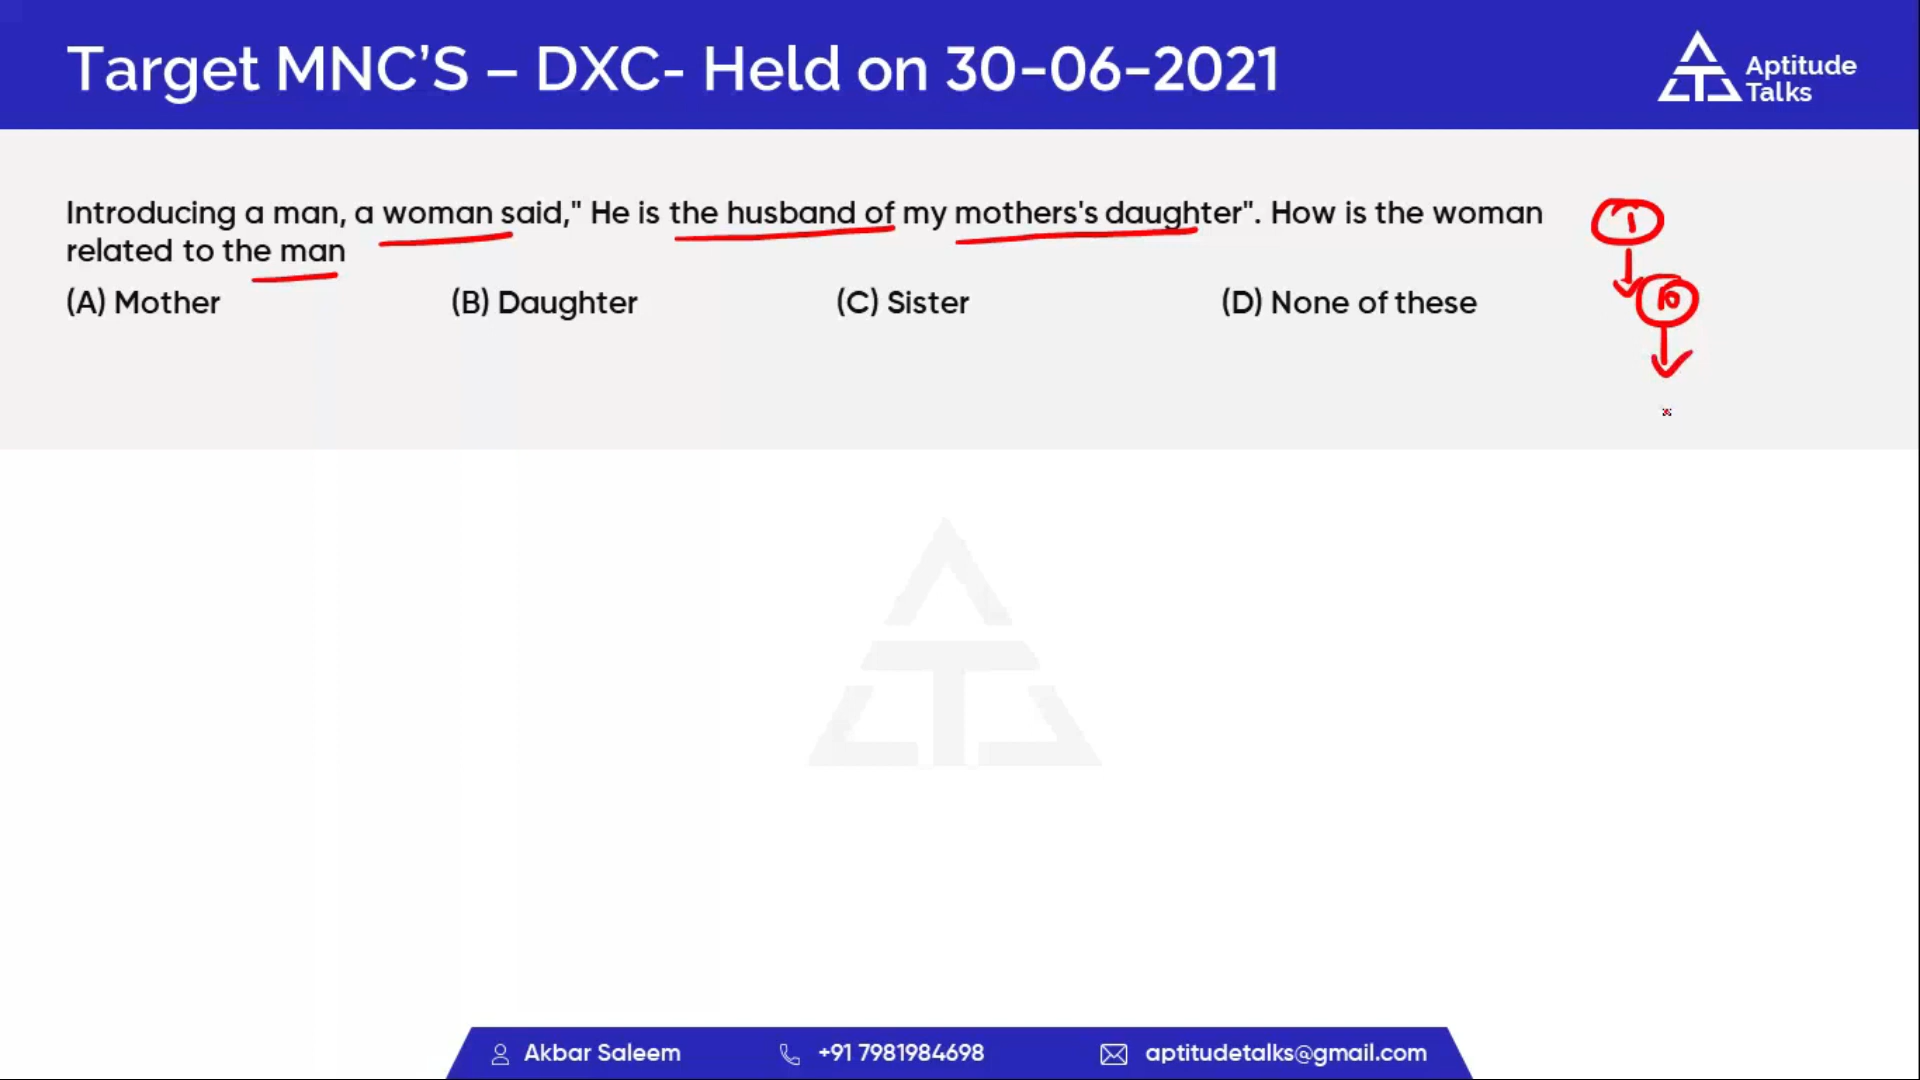 Target MNC’S – DXC- Held on 30-06-2021
Aptitude
Talks
Introducing a man, a woman said," He is the husband of my mothers's daughter". How is the woman
related to the man
(A) Mother (B) Daughter (C) Sister (D) None of these
1
10
Akbar Saleem +91 7981984698 aptitudetalks@gmail.com